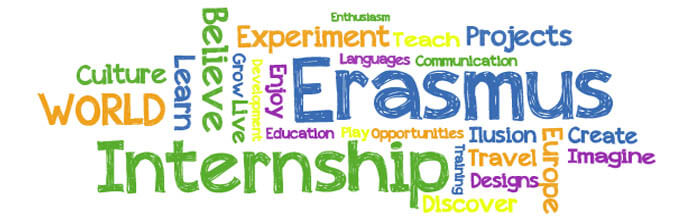 Enthusiasm
Believe
Experiment
Teach
Projects
Culture
Learn
Grow
Live
Development
Enjoy
Languages
Communication
WORLD
Erasmus
Education
Play
Opportunities
Ilusion
Europe
Create
Internship
Training
Travel
Imagine
Designs
Discover